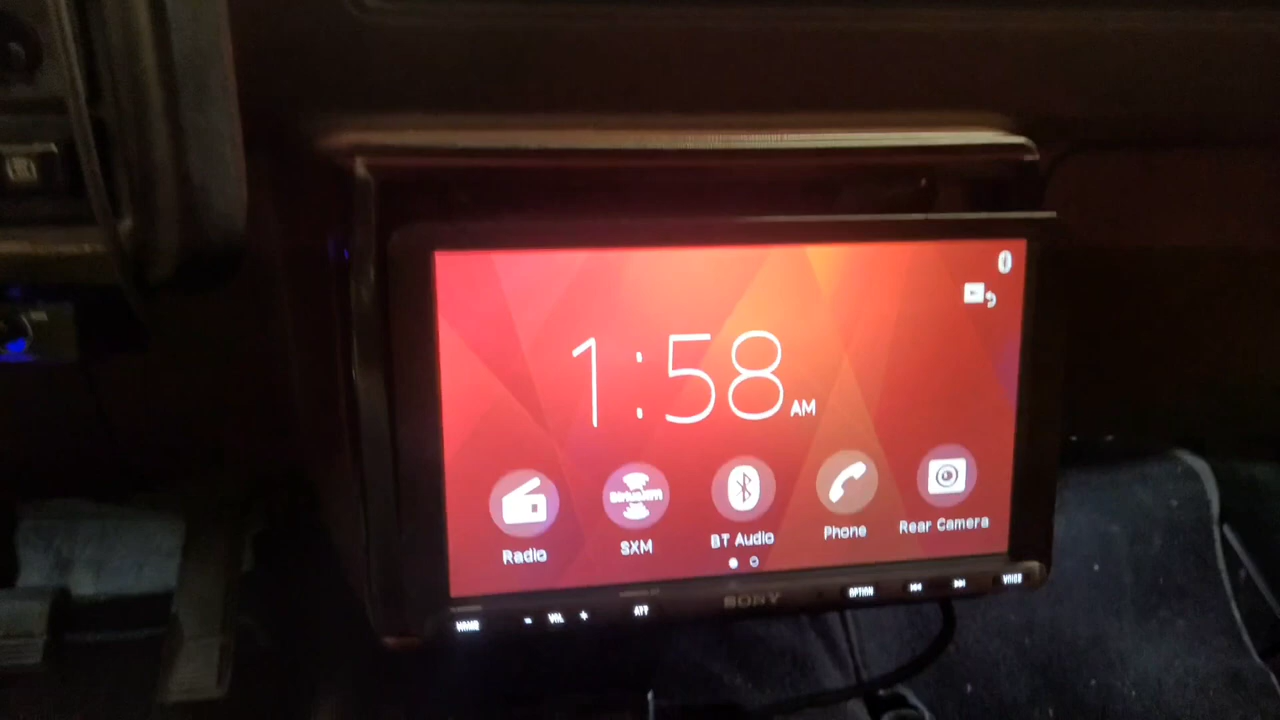 1:58 AM
Radio
SXM
BT Audio
Phone
Rear Camera
HOME
- VOL +
ATT
SONY
OPTION
VOICE